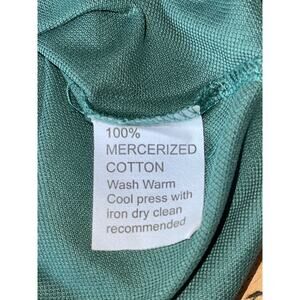 100%
MERCERIZED
COTTON
Wash Warm
Cool press with
iron dry clean
recommended